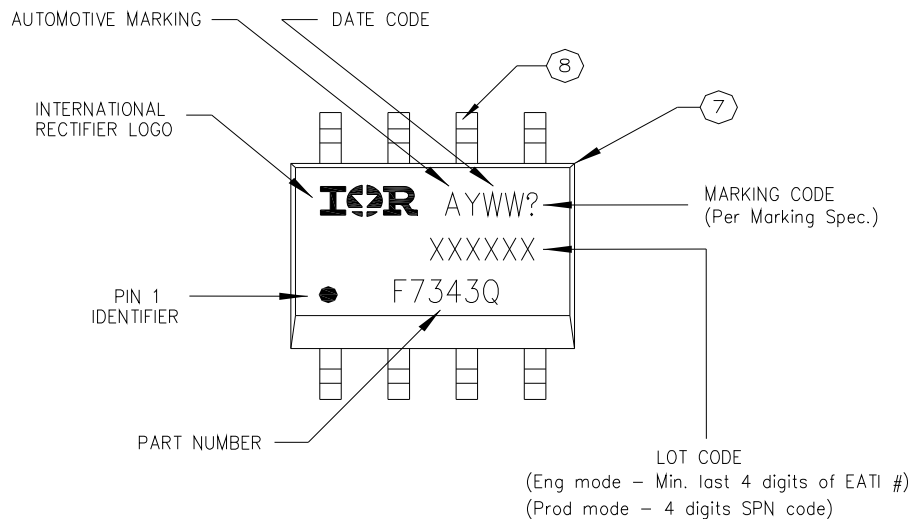 AUTOMOTIVE MARKING
DATE CODE
8
INTERNATIONAL
RECTIFIER LOGO
7
IOR
AYWW?
MARKING CODE
(Per Marking Spec.)
XXXXXX
PIN 1
IDENTIFIER
F7343Q
PART NUMBER
LOT CODE
(Eng mode – Min. last 4 digits of EATI #)
(Prod mode – 4 digits SPN code)